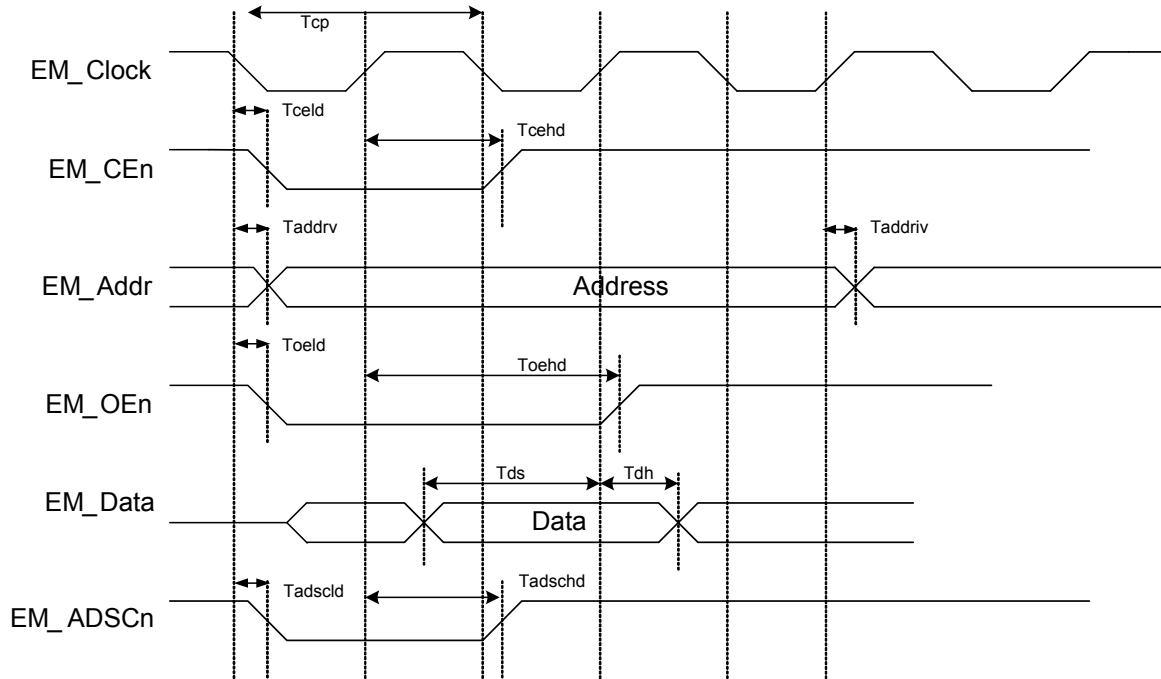 Tcp
EM_Clock
Tceld
Tcehd
EM_CEn
Taddrv
Taddriv
EM_Addr
Address
Toeld
Toehd
EM_OEn
Tds
Tdh
EM_Data
Data
Tadscld
Tadschd
EM_ADSCn